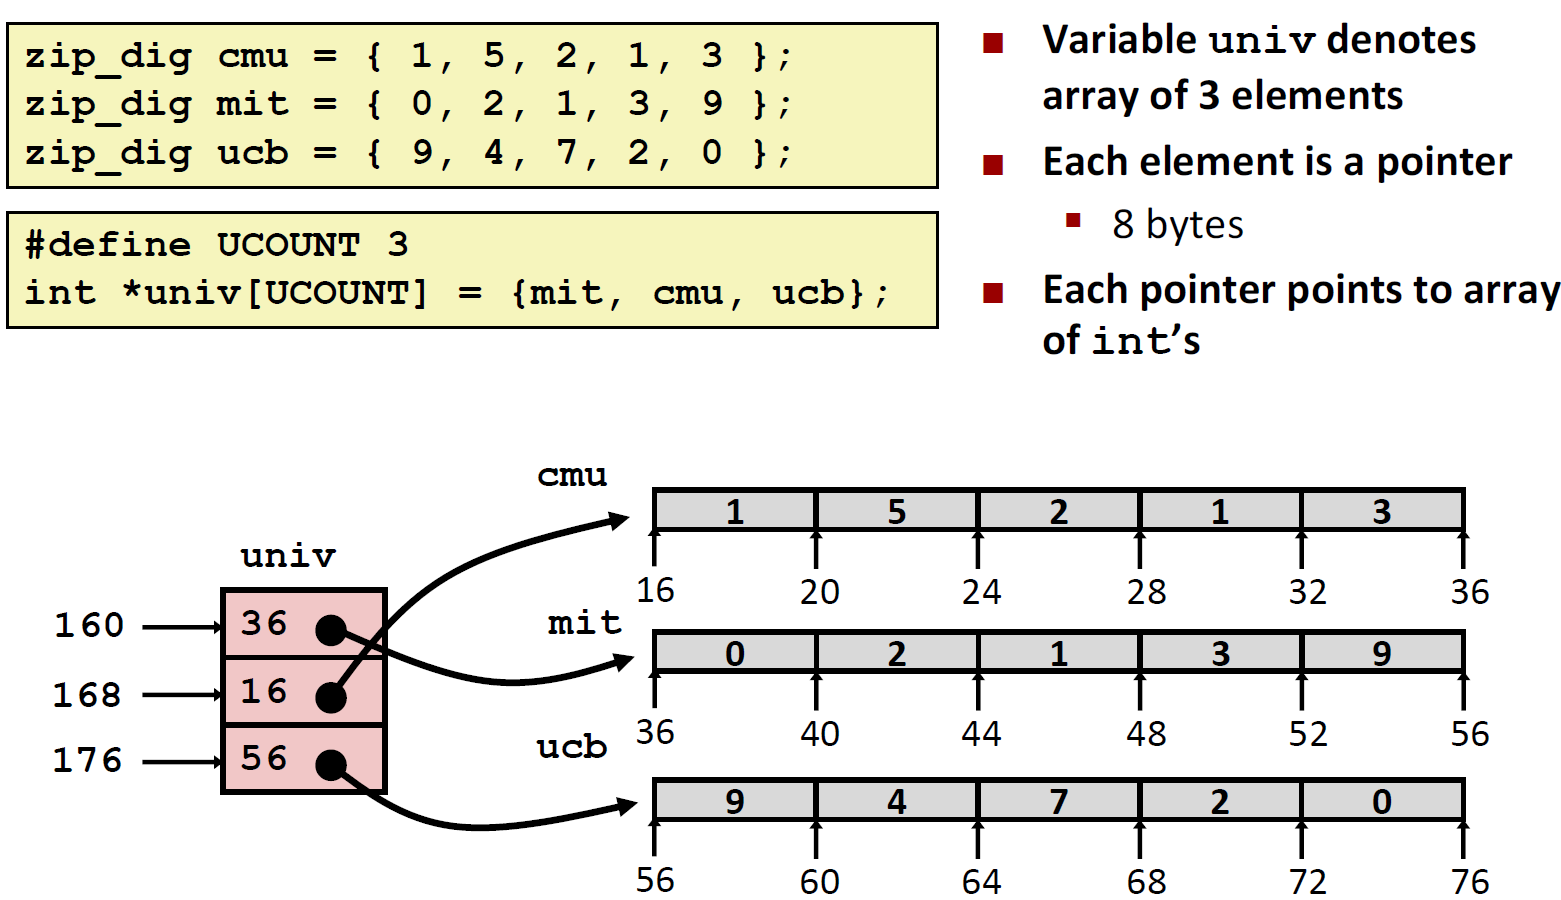 zip_dig cmu = { 1, 5, 2, 1, 3 };
zip_dig mit = { 0, 2, 1, 3, 9 };
zip_dig ucb = { 9, 4, 7, 2, 0 };
#define UCOUNT 3
int *univ[UCOUNT] = {mit, cmu, ucb};
Variable univ denotes
array of 3 elements
Each element is a pointer
8 bytes
Each pointer points to array
of int's
univ
160 36
168 16
176 56
cmu
1 5 2 1 3
16 20 24 28 32 36
mit
0 2 1 3 9
36 40 44 48 52 56
ucb
9 4 7 2 0
56 60 64 68 72 76